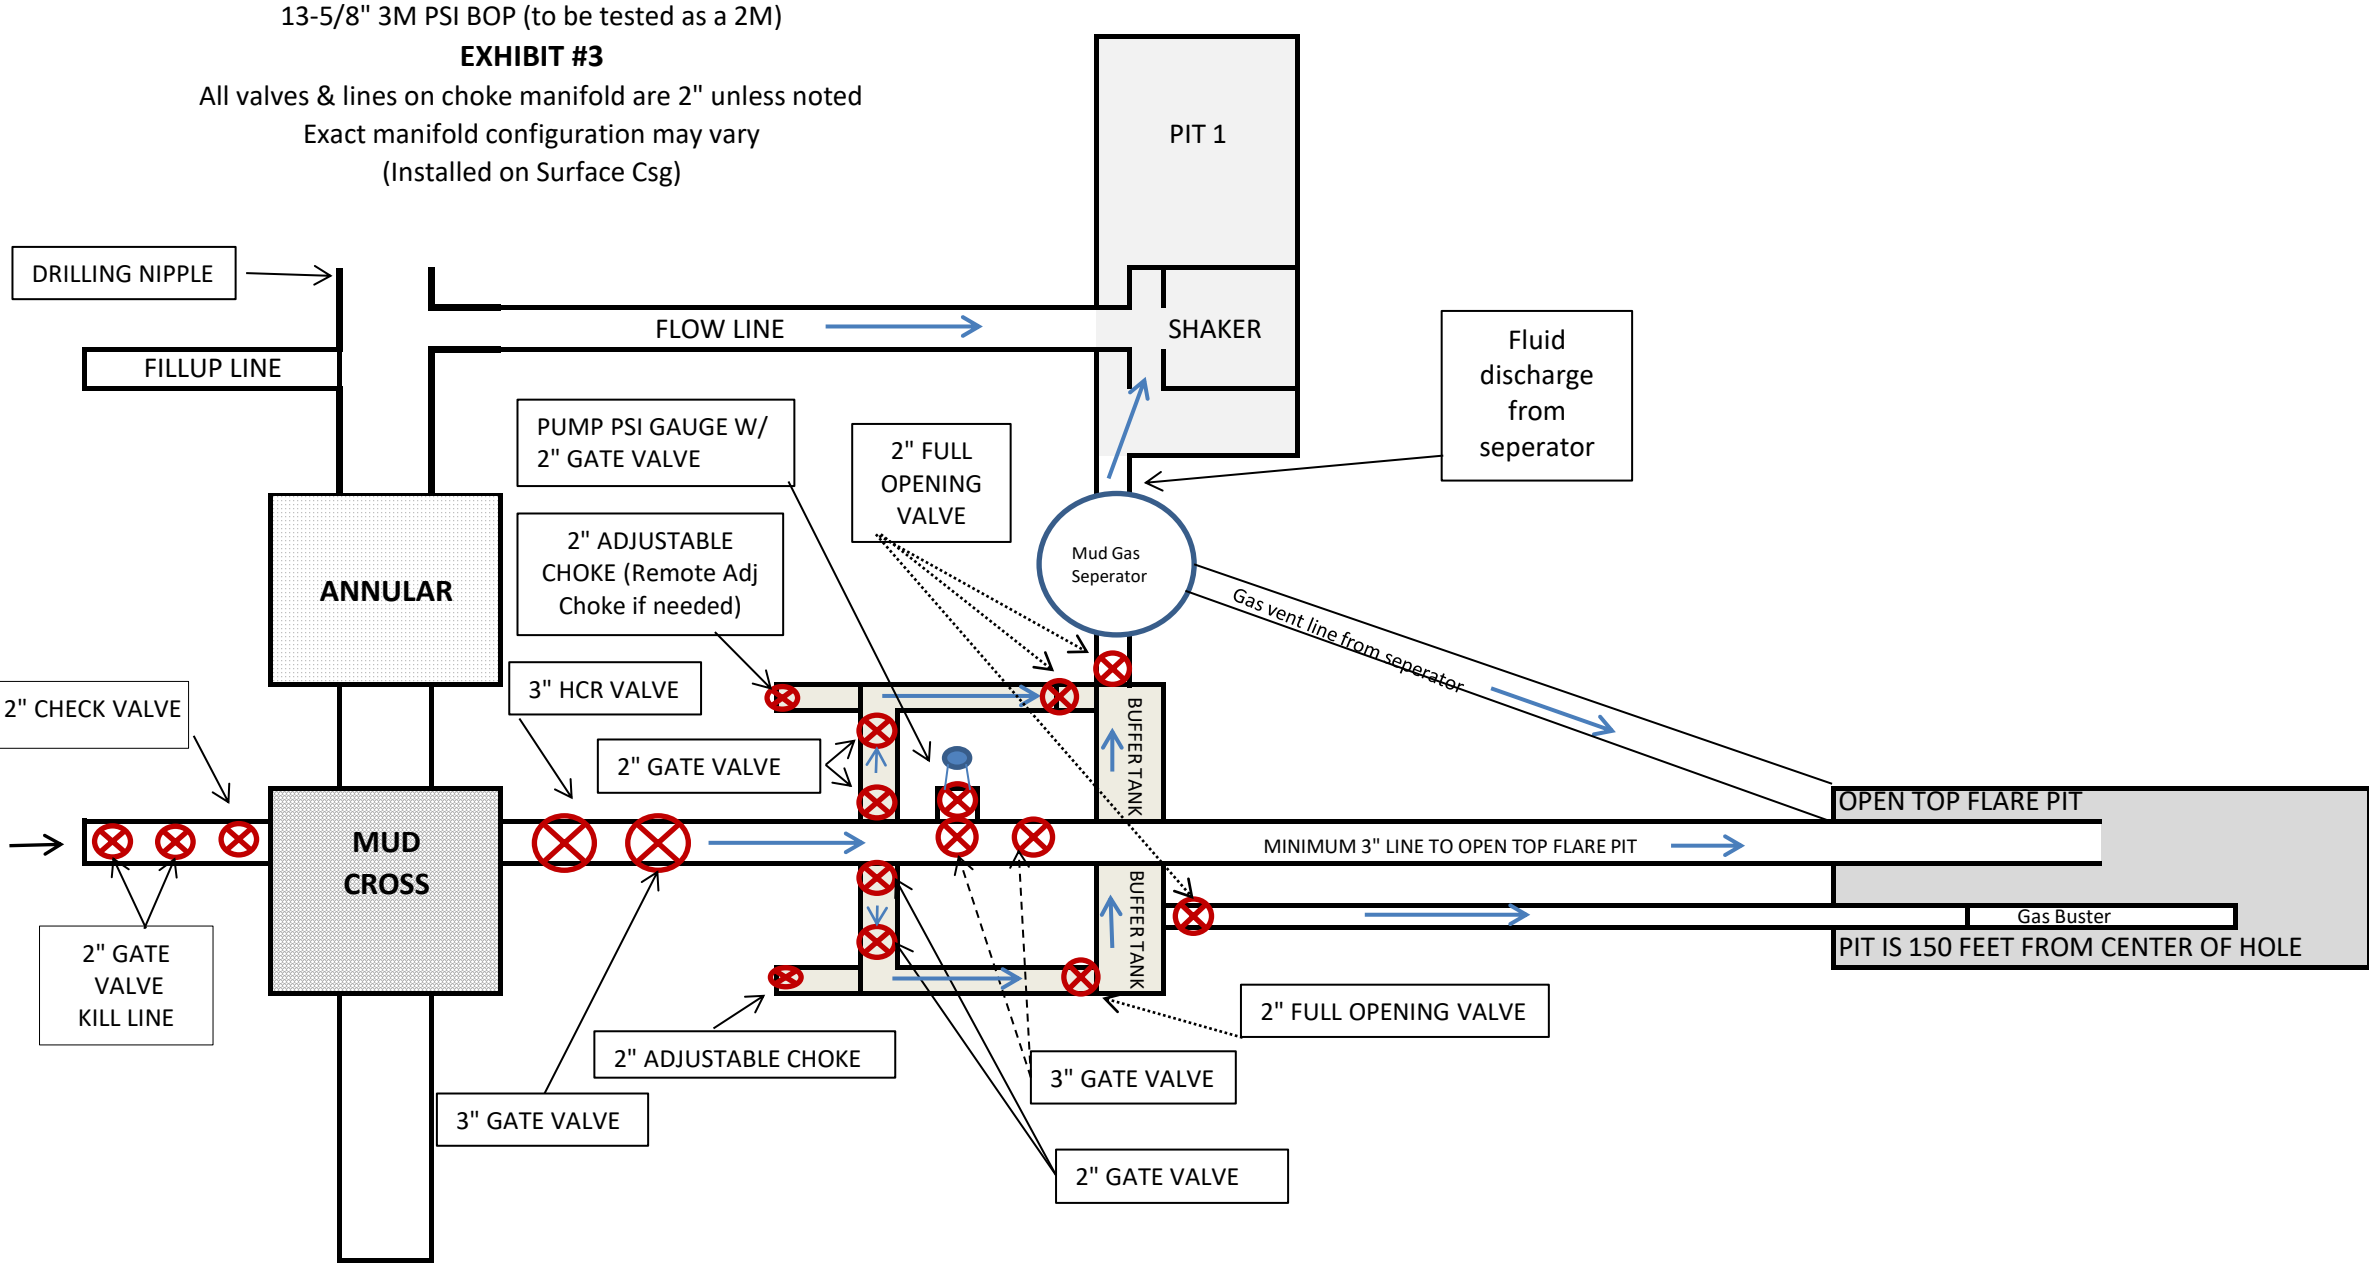 13-5/8" 3M PSI BOP (to be tested as a 2M)
EXHIBIT #3
All valves & lines on choke manifold are 2" unless noted
Exact manifold configuration may vary
(Installed on Surface Csg)
PIT 1
DRILLING NIPPLE
FLOW LINE
SHAKER
FILLUP LINE
Fluid
discharge
from
seperator
PUMP PSI GAUGE W/
2" GATE VALVE
2" FULL
OPENING
VALVE
2" ADJUSTABLE
CHOKE (Remote Adj
Choke if needed)
Mud Gas
Seperator
ANNULAR
Gas vent line from seperator
3" HCR VALVE
2" CHECK VALVE
2" GATE VALVE
BUFFERTANK
OPEN TOP FLARE PIT
MUD
CROSS
MINIMUM 3" LINE TO OPEN TOP FLARE PIT
BUFFERTANK
Gas Buster
PIT IS 150 FEET FROM CENTER OF HOLE
2" GATE
VALVE
KILL LINE
2" FULL OPENING VALVE
2" ADJUSTABLE CHOKE
3" GATE VALVE
3" GATE VALVE
2" GATE VALVE